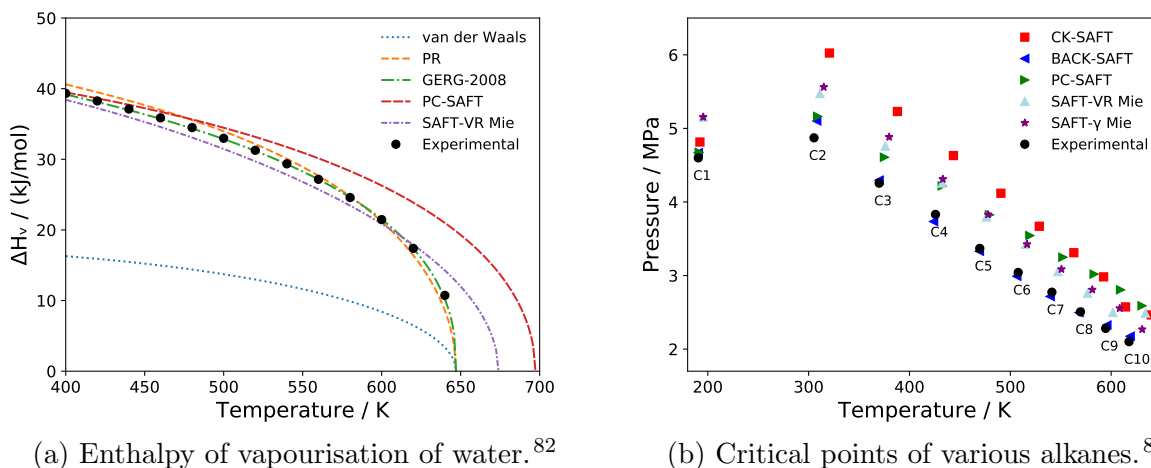 50
40
30
20
10
0
400
450
500
550
600
650
700
ΔHᵥ / (kJ/mol)
Temperature / K
van der Waals
PR
GERG-2008
PC-SAFT
SAFT-VR Mie
Experimental
(a) Enthalpy of vapourisation of water.⁸²
6
5
4
3
2
200
300
400
500
600
Pressure / MPa
Temperature / K
CK-SAFT
BACK-SAFT
PC-SAFT
SAFT-VR Mie
SAFT-γ Mie
Experimental
C1
C2
C3
C4
C5
C6
C7
C8
C9
C10
(b) Critical points of various alkanes.⁸